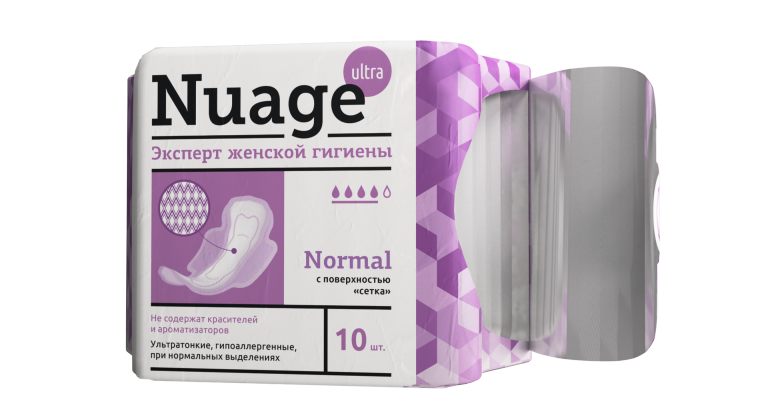 ultra
Nuage
Эксперт женской гигиены
Normal
с поверхностью
«сетка»
Не содержат красителей
и ароматизаторов
Ультратонкие, гипоаллергенные,
при нормальных выделениях
10 шт.